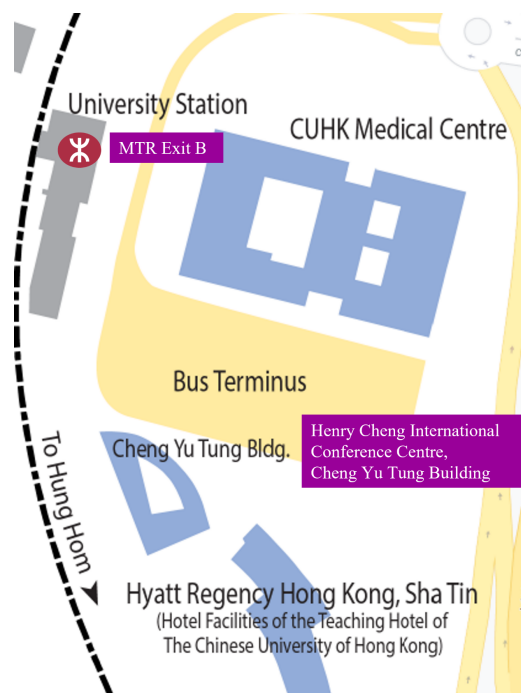 University Station
MTR Exit B
CUHK Medical Centre
Bus Terminus
Cheng Yu Tung Bldg.
Henry Cheng International
Conference Centre,
Cheng Yu Tung Building
To Hung Hom
Hyatt Regency Hong Kong, Sha Tin
(Hotel Facilities of the Teaching Hotel of
The Chinese University of Hong Kong)